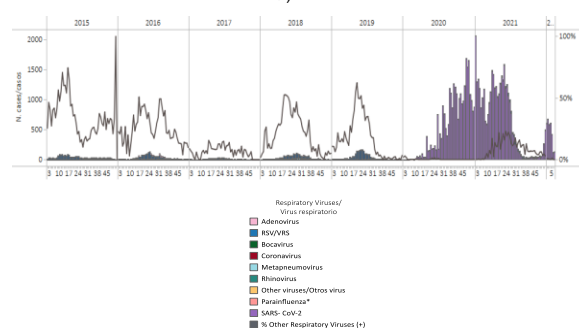 2015 2016 2017 2018 2019 2020 2021 2...
N. cases/casos
2000
1500
1000
500
0
100%
50%
0%
3 10 17 24 31 38 45 3 10 17 24 31 38 45 3 10 17 24 31 38 45 3 10 17 24 31 38 45 3 10 17 24 31 38 45 3 10 17 24 31 38 45 3 10 17 24 31 38 45 5
Respiratory Viruses/
Virus respiratorio
Adenovirus
RSV/VRS
Bocavirus
Coronavirus
Metapneumovirus
Rhinovirus
Other viruses/Otros virus
Parainfluenza*
SARS- CoV-2
% Other Respiratory Viruses (+)